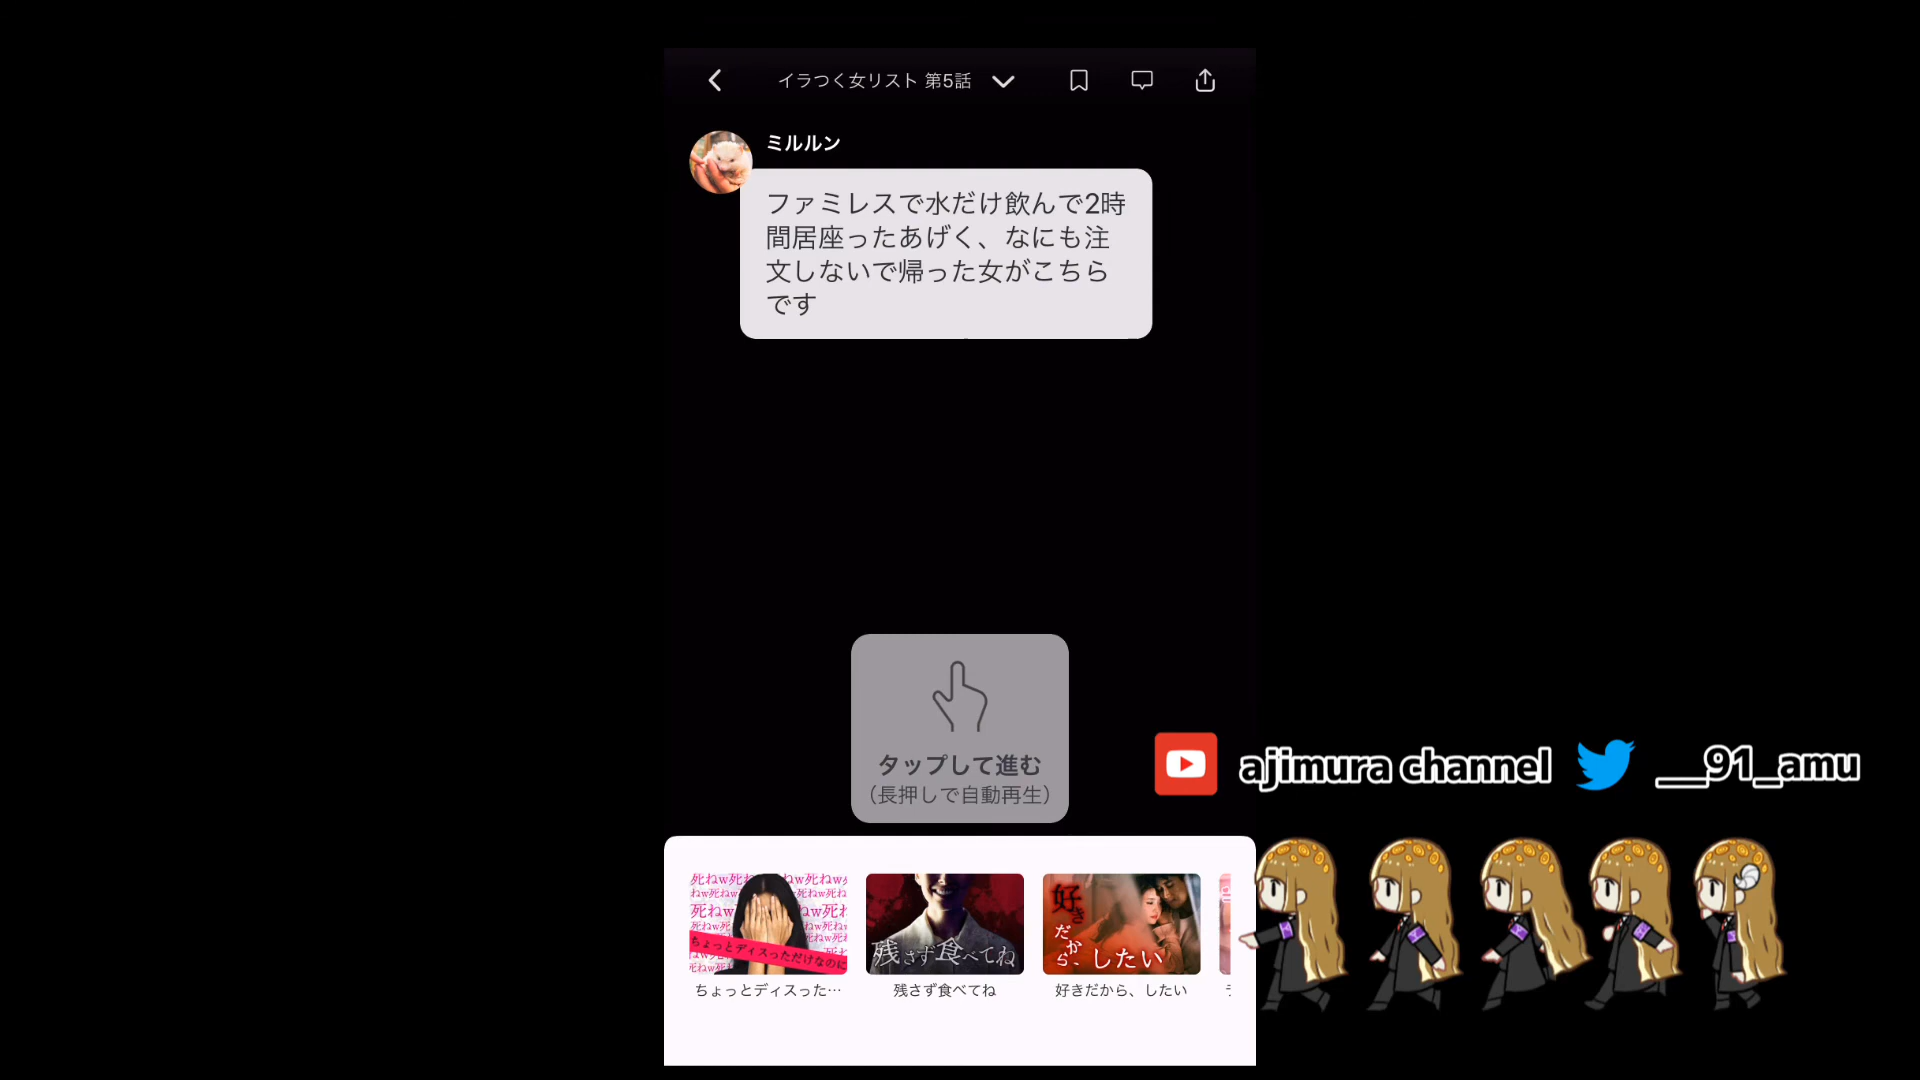 イラつく女リスト 第5話
ミルルン
ファミレスで水だけ飲んで2時
間居座ったあげく、なにも注
文しないで帰った女がこちら
です
タップして進む
（長押しで自動再生）
ajimura channel
__91_amu
ちょっとディスっただけなのに
残さず食べてね
好きだから、したい
ちょっとディスった…
残さず食べてね
好きだから、したい